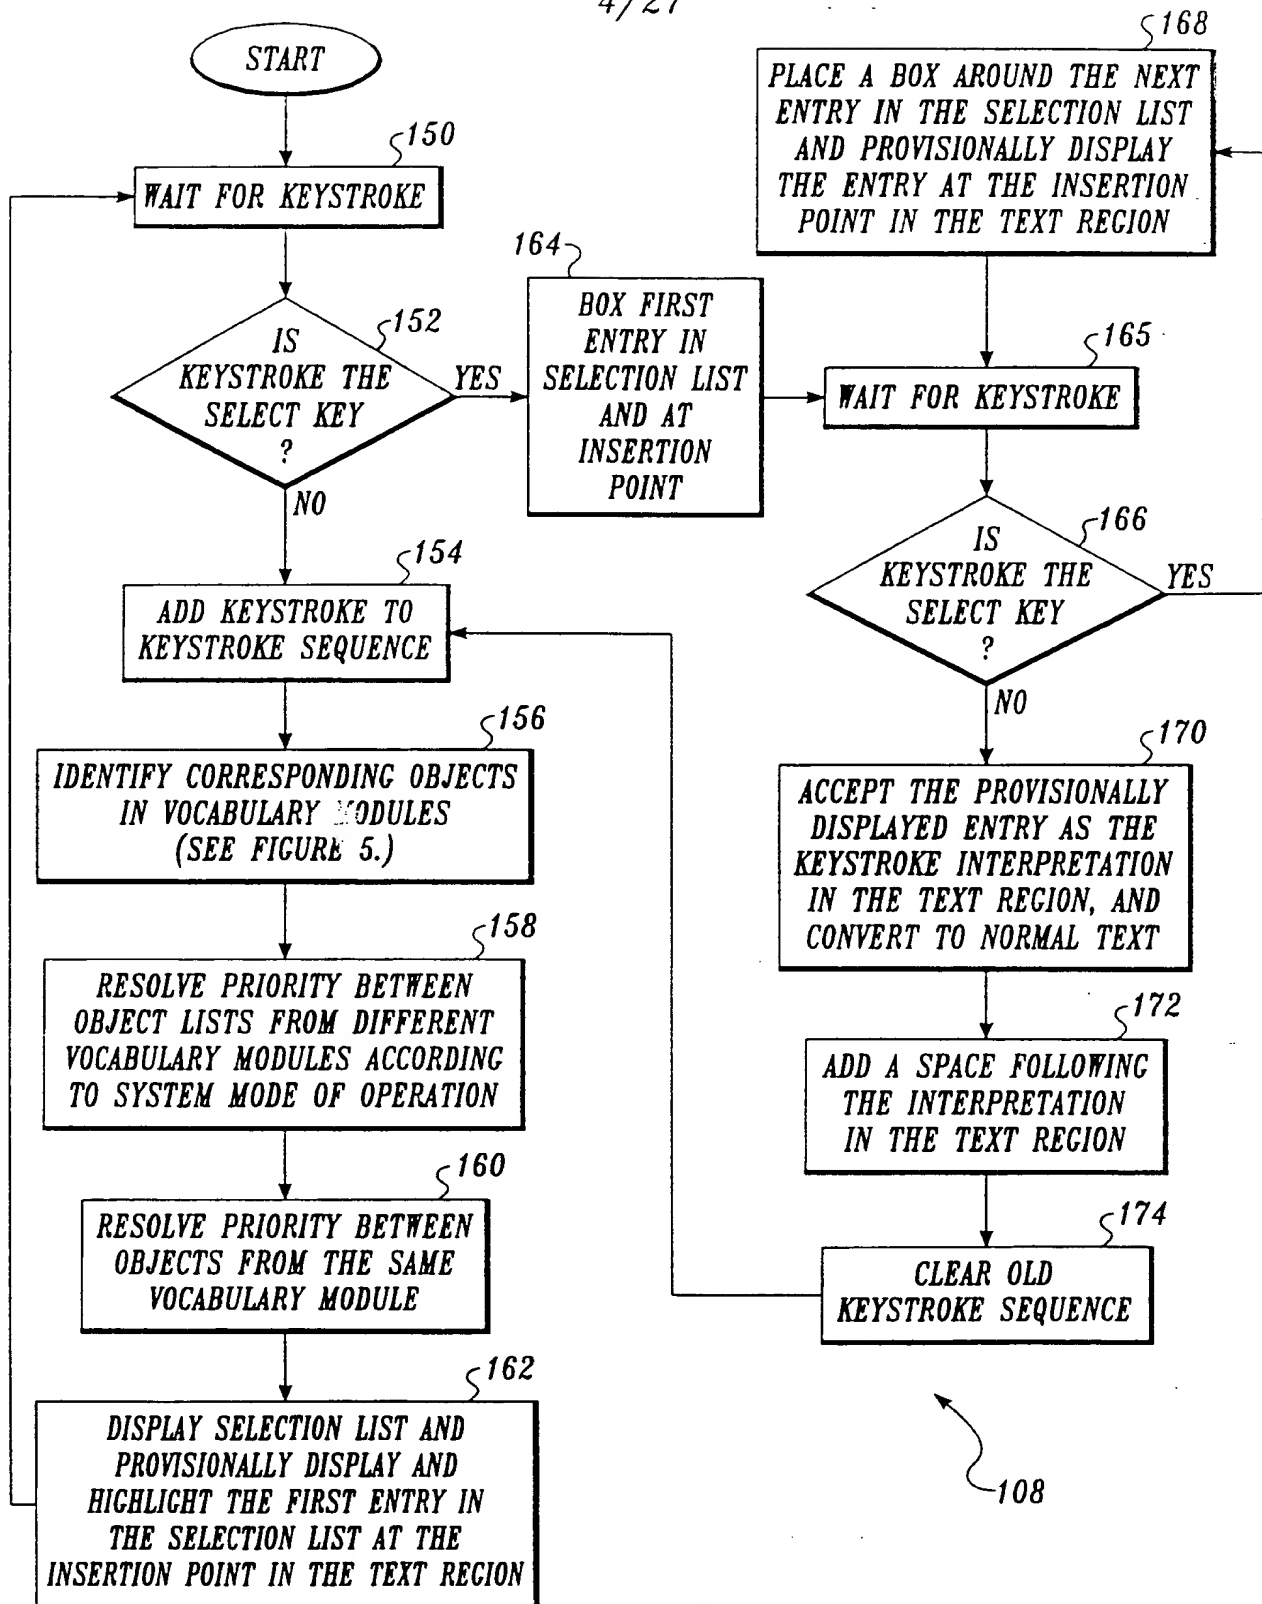 4/27
START
150
WAIT FOR KEYSTROKE
152
IS
KEYSTROKE THE
SELECT KEY
?
YES
NO
154
ADD KEYSTROKE TO
KEYSTROKE SEQUENCE
156
IDENTIFY CORRESPONDING OBJECTS
IN VOCABULARY MODULES
(SEE FIGURE 5.)
158
RESOLVE PRIORITY BETWEEN
OBJECT LISTS FROM DIFFERENT
VOCABULARY MODULES ACCORDING
TO SYSTEM MODE OF OPERATION
160
RESOLVE PRIORITY BETWEEN
OBJECTS FROM THE SAME
VOCABULARY MODULE
162
DISPLAY SELECTION LIST AND
PROVISIONALLY DISPLAY AND
HIGHLIGHT THE FIRST ENTRY IN
THE SELECTION LIST AT THE
INSERTION POINT IN THE TEXT REGION
164
BOX FIRST
ENTRY IN
SELECTION LIST
AND AT
INSERTION
POINT
168
PLACE A BOX AROUND THE NEXT
ENTRY IN THE SELECTION LIST
AND PROVISIONALLY DISPLAY
THE ENTRY AT THE INSERTION
POINT IN THE TEXT REGION
165
WAIT FOR KEYSTROKE
166
IS
KEYSTROKE THE
SELECT KEY
?
YES
NO
170
ACCEPT THE PROVISIONALLY
DISPLAYED ENTRY AS THE
KEYSTROKE INTERPRETATION
IN THE TEXT REGION, AND
CONVERT TO NORMAL TEXT
172
ADD A SPACE FOLLOWING
THE INTERPRETATION
IN THE TEXT REGION
174
CLEAR OLD
KEYSTROKE SEQUENCE
108